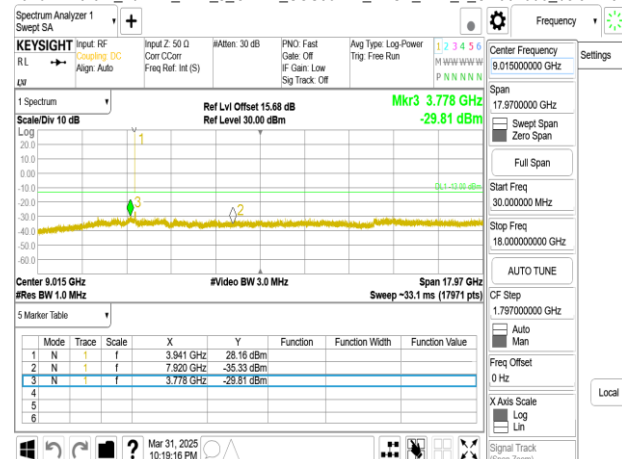 Spectrum Analyzer 1
Swept SA
Frequency
KEYSIGHT
RL
Input: RF
Coupling: DC
Align: Auto
Input Z: 50 Ω
Corr CCorr
Freq Ref: Int (S)
#Atten: 30 dB
PNO: Fast
Gate: Off
IF Gain: Low
Sig Track: Off
Avg Type: Log-Power
Trig: Free Run
1 2 3 4 5 6
M W W W W W
P N N N N N
1 Spectrum
Scale/Div 10 dB
Ref Lvl Offset 15.68 dB
Ref Level 30.00 dBm
Mkr3 3.778 GHz
-29.81 dBm
Log
20.0
10.0
0.00
-10.0
-20.0
-30.0
-40.0
-50.0
-60.0
1
2
3
DL1 -13.00 dBm
Center 9.015 GHz
#Res BW 1.0 MHz
#Video BW 3.0 MHz
Span 17.97 GHz
Sweep ~33.1 ms (17971 pts)
5 Marker Table
Mode Trace Scale X Y Function Function Width Function Value
1 N 1 f 3.941 GHz 28.16 dBm
2 N 1 f 7.920 GHz -35.33 dBm
3 N 1 f 3.778 GHz -29.81 dBm
4
5
6
Mar 31, 2025
10:19:16 PM
Center Frequency
9.015000000 GHz
Settings
Span
17.9700000 GHz
Swept Span
Zero Span
Full Span
Start Freq
30.000000 MHz
Stop Freq
18.000000000 GHz
AUTO TUNE
CF Step
1.797000000 GHz
Auto
Man
Freq Offset
0 Hz
Local
X Axis Scale
Log
Lin
Signal Track